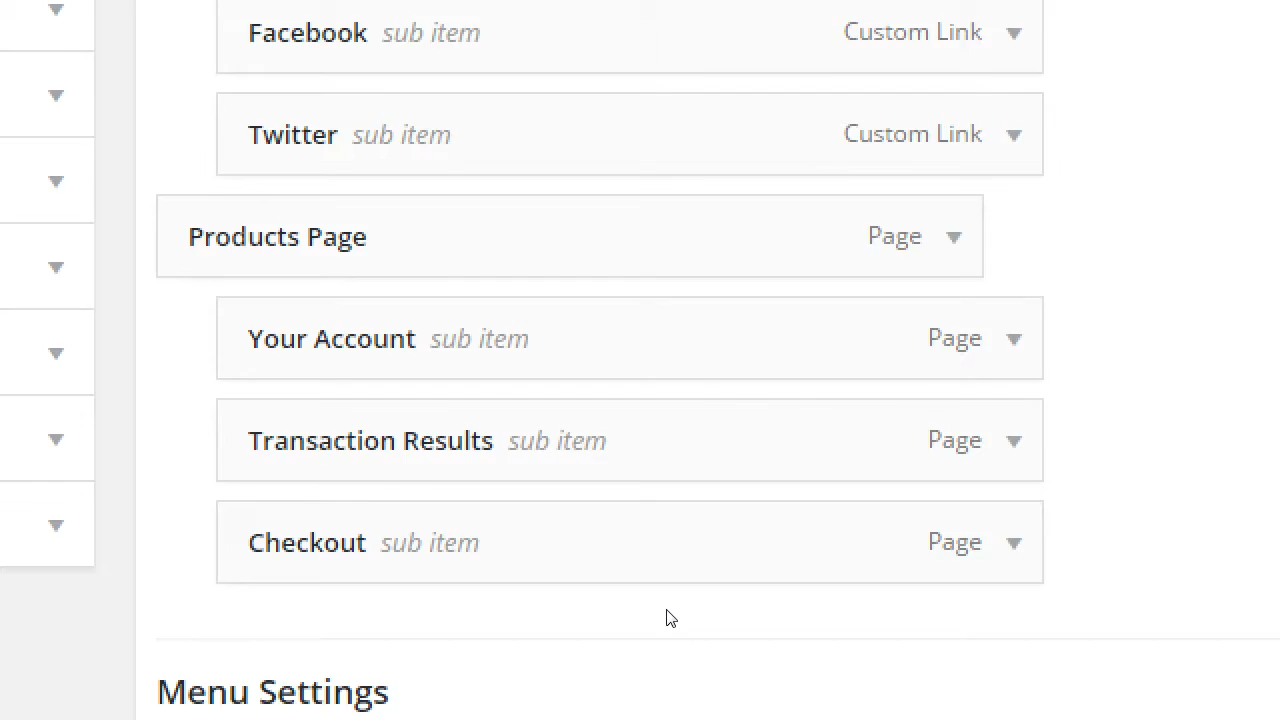 Facebook sub item Custom Link
Twitter sub item Custom Link
Products Page Page
Your Account sub item Page
Transaction Results sub item Page
Checkout sub item Page
Menu Settings